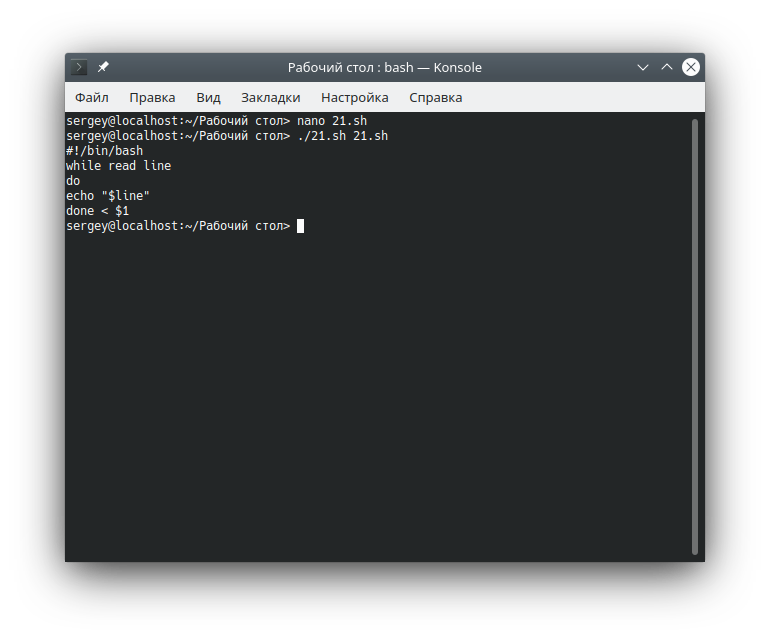 Рабочий стол : bash — Konsole
Файл Правка Вид Закладки Настройка Справка
sergey@localhost:~/Рабочий стол> nano 21.sh
sergey@localhost:~/Рабочий стол> ./21.sh 21.sh
#!/bin/bash
while read line
do
echo "$line"
done < $1
sergey@localhost:~/Рабочий стол>